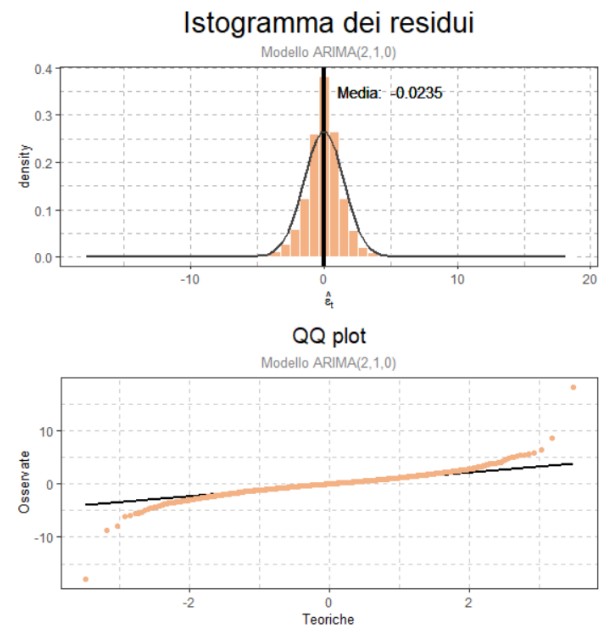 Istogramma dei residui
Modello ARIMA(2,1,0)
0.4
0.3
0.2
0.1
0.0
density
Media: -0.0235
-10
0
10
20
ε̂t
QQ plot
Modello ARIMA(2,1,0)
10
0
-10
Osservate
-2
0
2
Teoriche